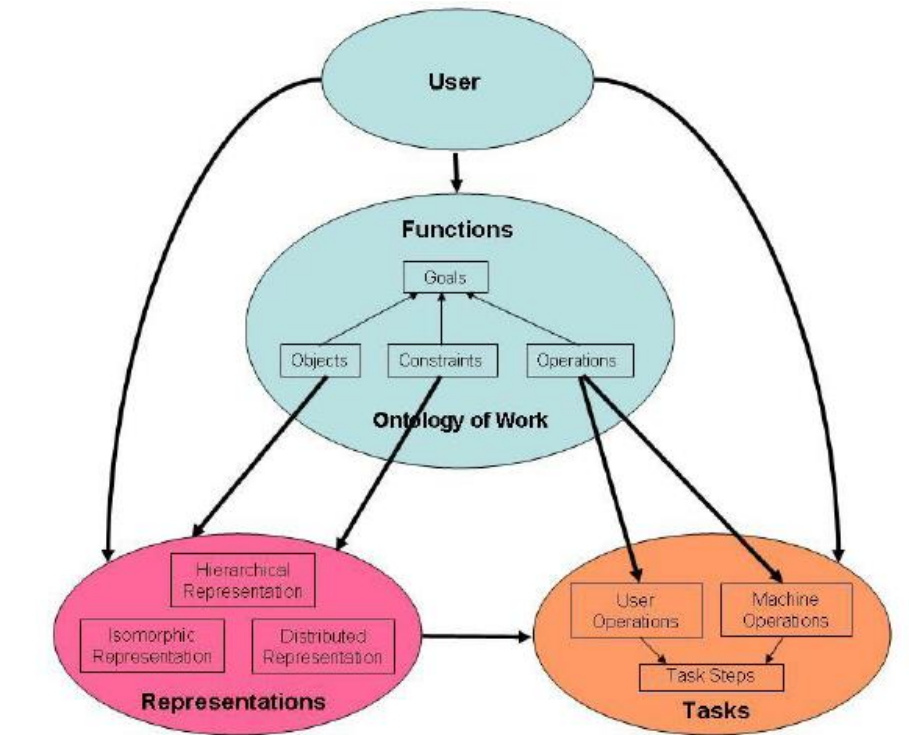 User
Functions
Goals
Objects
Constraints
Operations
Ontology of Work
Hierarchical
Representation
Isomorphic
Representation
Distributed
Representation
Representations
User
Operations
Machine
Operations
Task Steps
Tasks